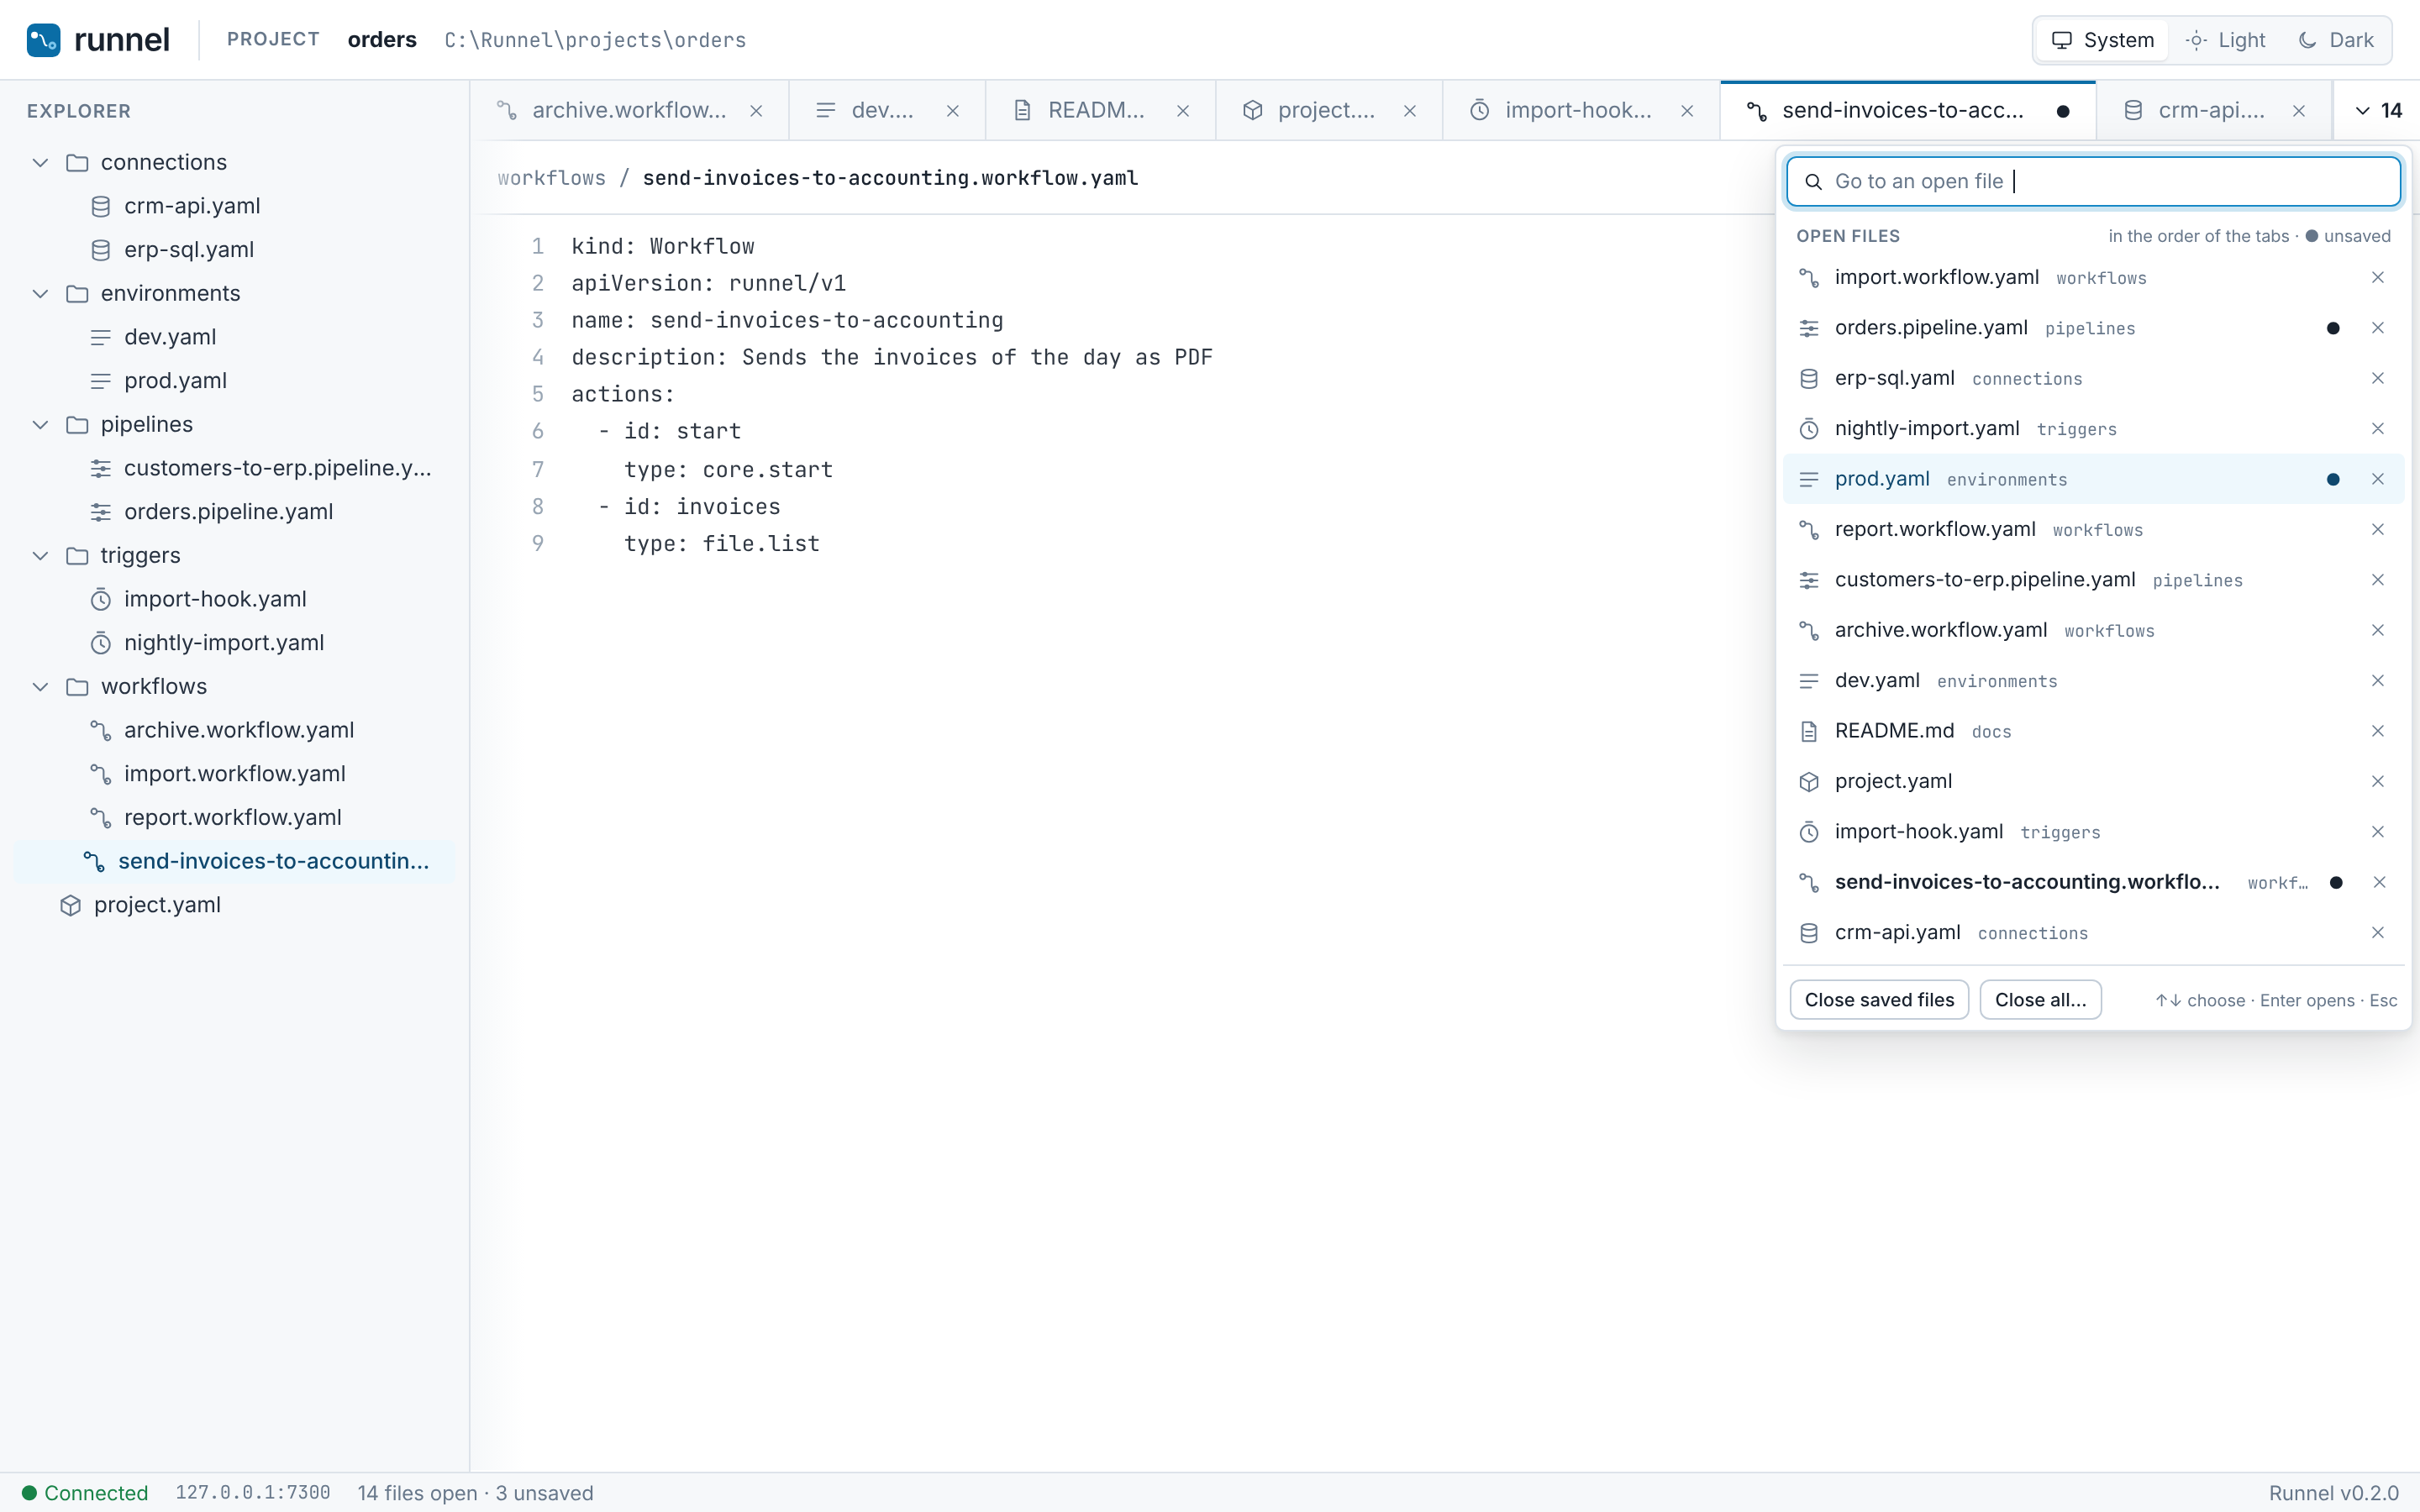 runnel PROJECT orders C:\Runnel\projects\orders System Light Dark
EXPLORER
connections
crm-api.yaml
erp-sql.yaml
environments
dev.yaml
prod.yaml
pipelines
customers-to-erp.pipeline.y...
orders.pipeline.yaml
triggers
import-hook.yaml
nightly-import.yaml
workflows
archive.workflow.yaml
import.workflow.yaml
report.workflow.yaml
send-invoices-to-accountin...
project.yaml
archive.workflow... dev.... READM... project.... import-hook... send-invoices-to-acc... crm-api.... 14
workflows / send-invoices-to-accounting.workflow.yaml
1 kind: Workflow
2 apiVersion: runnel/v1
3 name: send-invoices-to-accounting
4 description: Sends the invoices of the day as PDF
5 actions:
6 - id: start
7 type: core.start
8 - id: invoices
9 type: file.list
Go to an open file
OPEN FILES in the order of the tabs · ● unsaved
import.workflow.yaml workflows
orders.pipeline.yaml pipelines
erp-sql.yaml connections
nightly-import.yaml triggers
prod.yaml environments
report.workflow.yaml workflows
customers-to-erp.pipeline.yaml pipelines
archive.workflow.yaml workflows
dev.yaml environments
README.md docs
project.yaml
import-hook.yaml triggers
send-invoices-to-accounting.workflo... workf...
crm-api.yaml connections
Close saved files Close all... ↑↓ choose · Enter opens · Esc
Connected 127.0.0.1:7300 14 files open · 3 unsaved Runnel v0.2.0